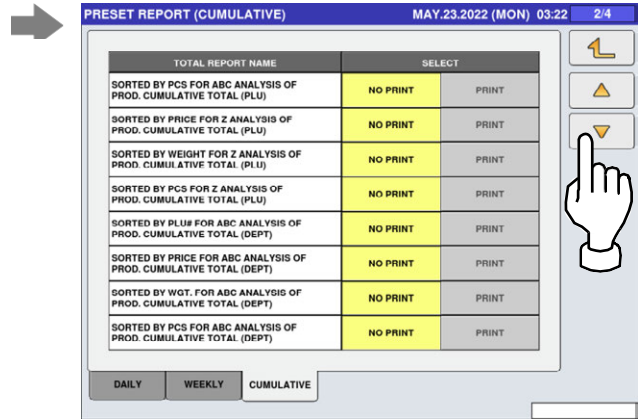 PRESET REPORT (CUMULATIVE) MAY.23.2022 (MON) 03:22 2/4
TOTAL REPORT NAME SELECT
SORTED BY PCS FOR ABC ANALYSIS OF
PROD. CUMULATIVE TOTAL (PLU)
NO PRINT PRINT
SORTED BY PRICE FOR Z ANALYSIS OF
PROD. CUMULATIVE TOTAL (PLU)
NO PRINT PRINT
SORTED BY WEIGHT FOR Z ANALYSIS OF
PROD. CUMULATIVE TOTAL (PLU)
NO PRINT PRINT
SORTED BY PCS FOR Z ANALYSIS OF
PROD. CUMULATIVE TOTAL (PLU)
NO PRINT PRINT
SORTED BY PLU# FOR ABC ANALYSIS OF
PROD. CUMULATIVE TOTAL (DEPT)
NO PRINT PRINT
SORTED BY PRICE FOR ABC ANALYSIS OF
PROD. CUMULATIVE TOTAL (DEPT)
NO PRINT PRINT
SORTED BY WGT. FOR ABC ANALYSIS OF
PROD. CUMULATIVE TOTAL (DEPT)
NO PRINT PRINT
SORTED BY PCS FOR ABC ANALYSIS OF
PROD. CUMULATIVE TOTAL (DEPT)
NO PRINT PRINT
DAILY WEEKLY CUMULATIVE